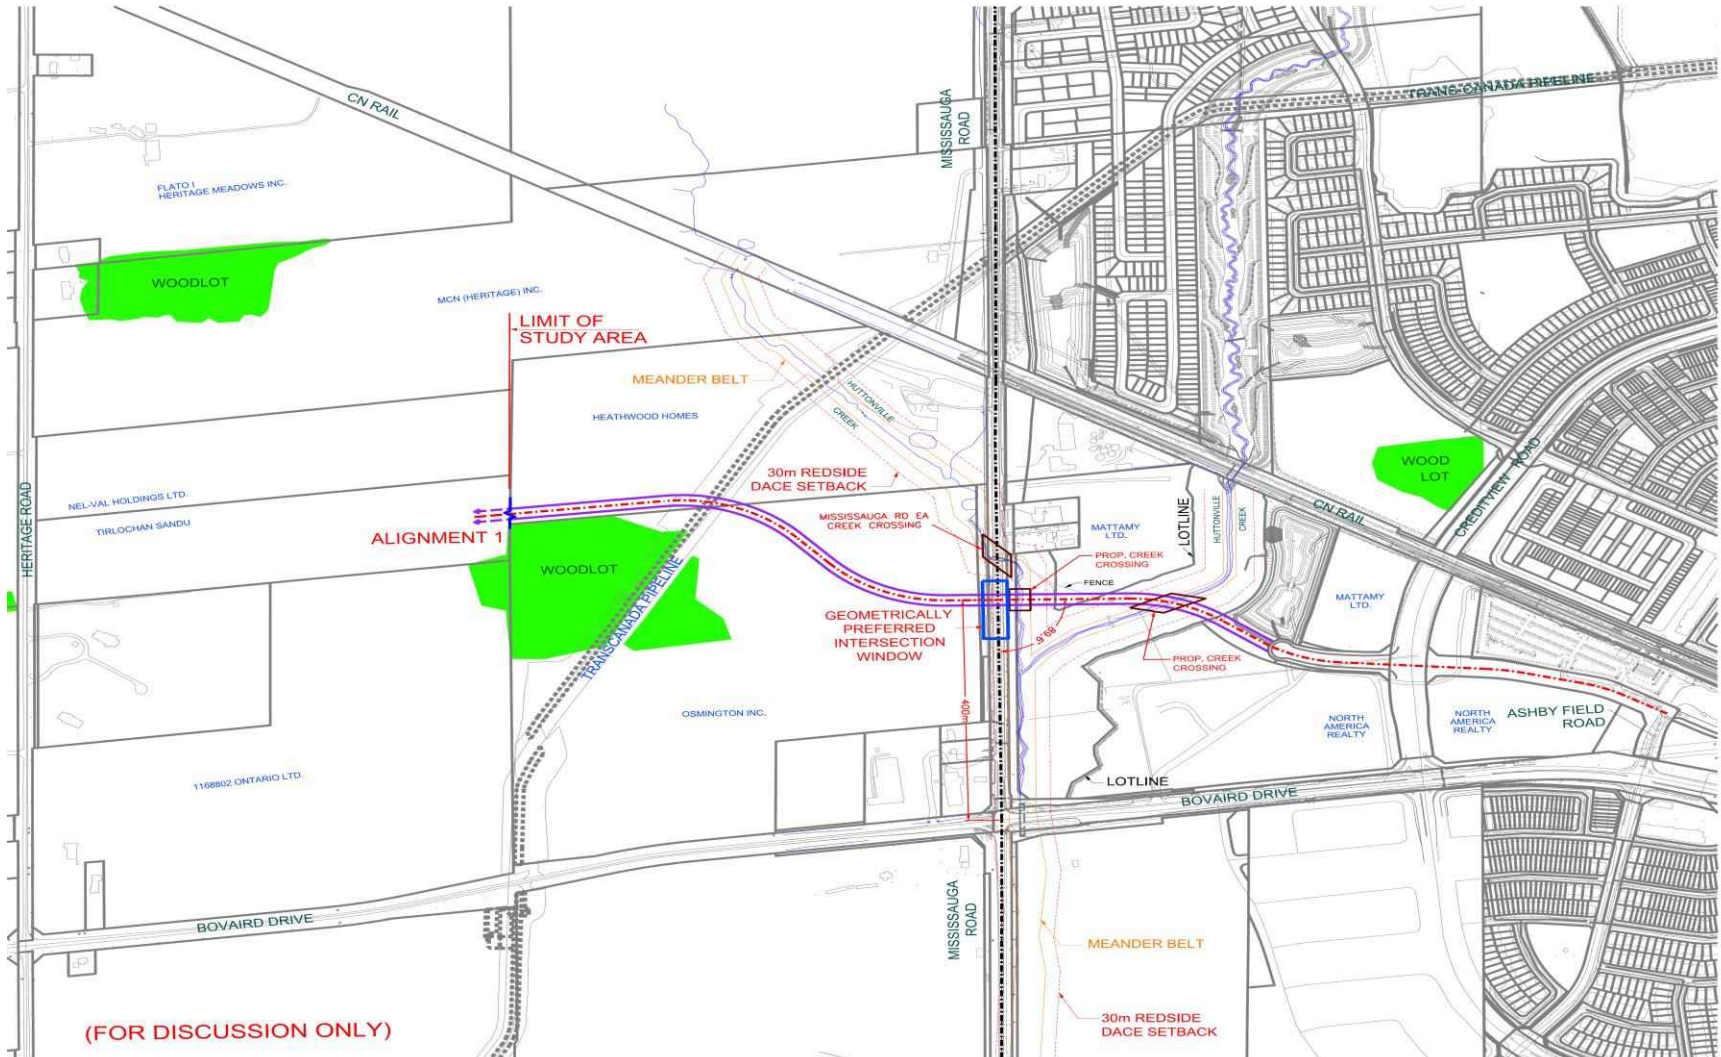 CN RAIL
MISSISSAUGA
ROAD
TRANS-CANADA PIPELINE
FLATO I
HERITAGE MEADOWS INC.
WOODLOT
MCN (HERITAGE) INC.
LIMIT OF
STUDY AREA
MEANDER BELT
HUTTONVILLE
CREEK
HEATHWOOD HOMES
30m REDSIDE
DACE SETBACK
WOOD
LOT
CREDITVIEW ROAD
CN RAIL
HERITAGE ROAD
NEL-VAL HOLDINGS LTD.
TIRLOCHAN SANDU
ALIGNMENT 1
MISSISSAUGA RD EA
CREEK CROSSING
MATTAMY
LTD.
LOTLINE
HUTTONVILLE
CREEK
PROP. CREEK
CROSSING
FENCE
WOODLOT
TRANSCANADA PIPELINE
GEOMETRICALLY
PREFERRED
INTERSECTION
WINDOW
89.6°
MATTAMY
LTD.
PROP. CREEK
CROSSING
400m
OSMINGTON INC.
NORTH
AMERICA
REALTY
NORTH
AMERICA
REALTY
ASHBY FIELD
ROAD
1168802 ONTARIO LTD.
LOTLINE
BOVAIRD DRIVE
BOVAIRD DRIVE
MISSISSAUGA
ROAD
MEANDER BELT
30m REDSIDE
DACE SETBACK
(FOR DISCUSSION ONLY)